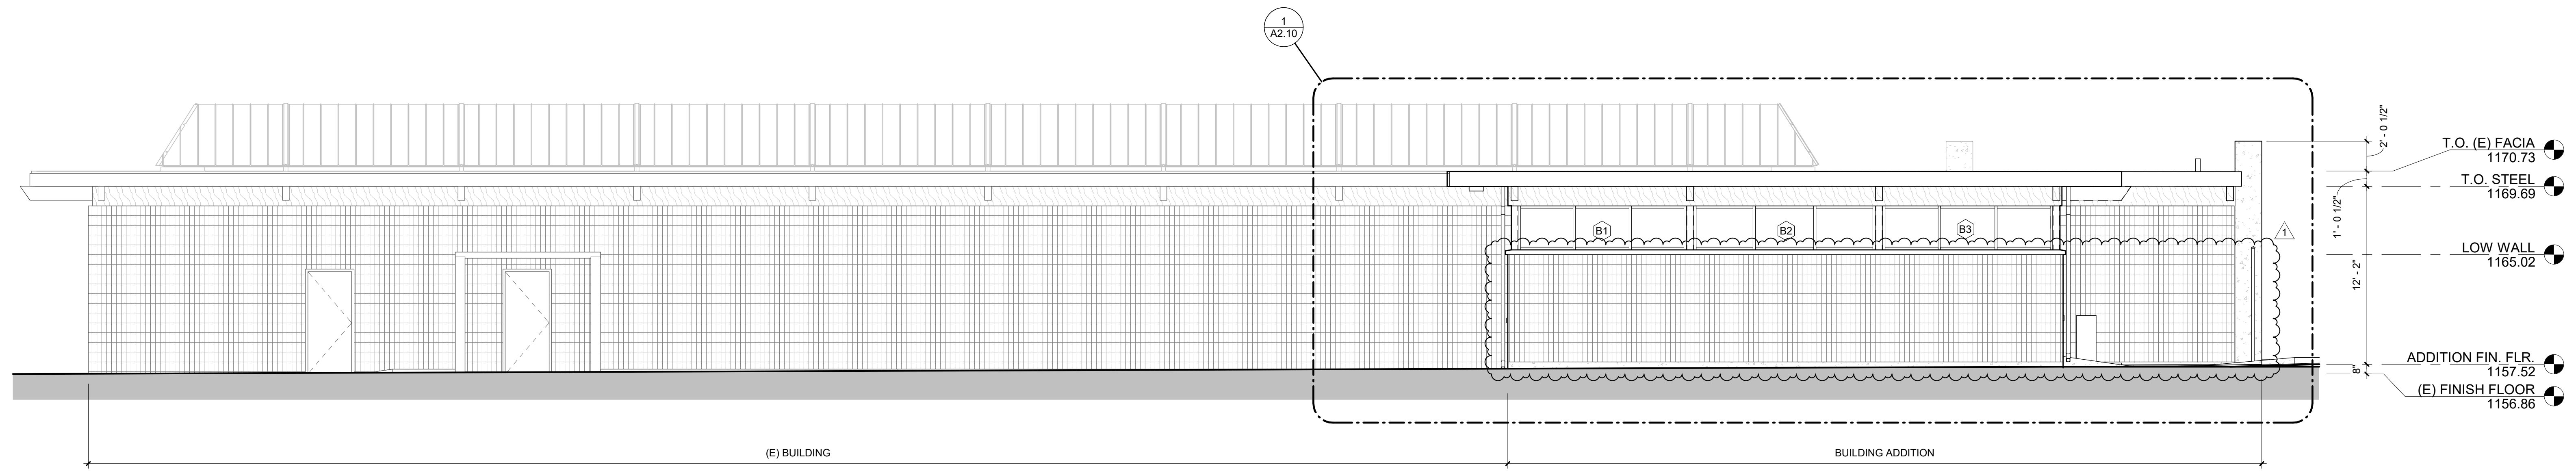 1
A2.10
2' - 0 1/2"
T.O. (E) FACIA
1170.73
T.O. STEEL
1169.69
1' - 0 1/2"
B1
B2
B3
1
LOW WALL
1165.02
12' - 2"
ADDITION FIN. FLR.
1157.52
8"
(E) FINISH FLOOR
1156.86
(E) BUILDING
BUILDING ADDITION